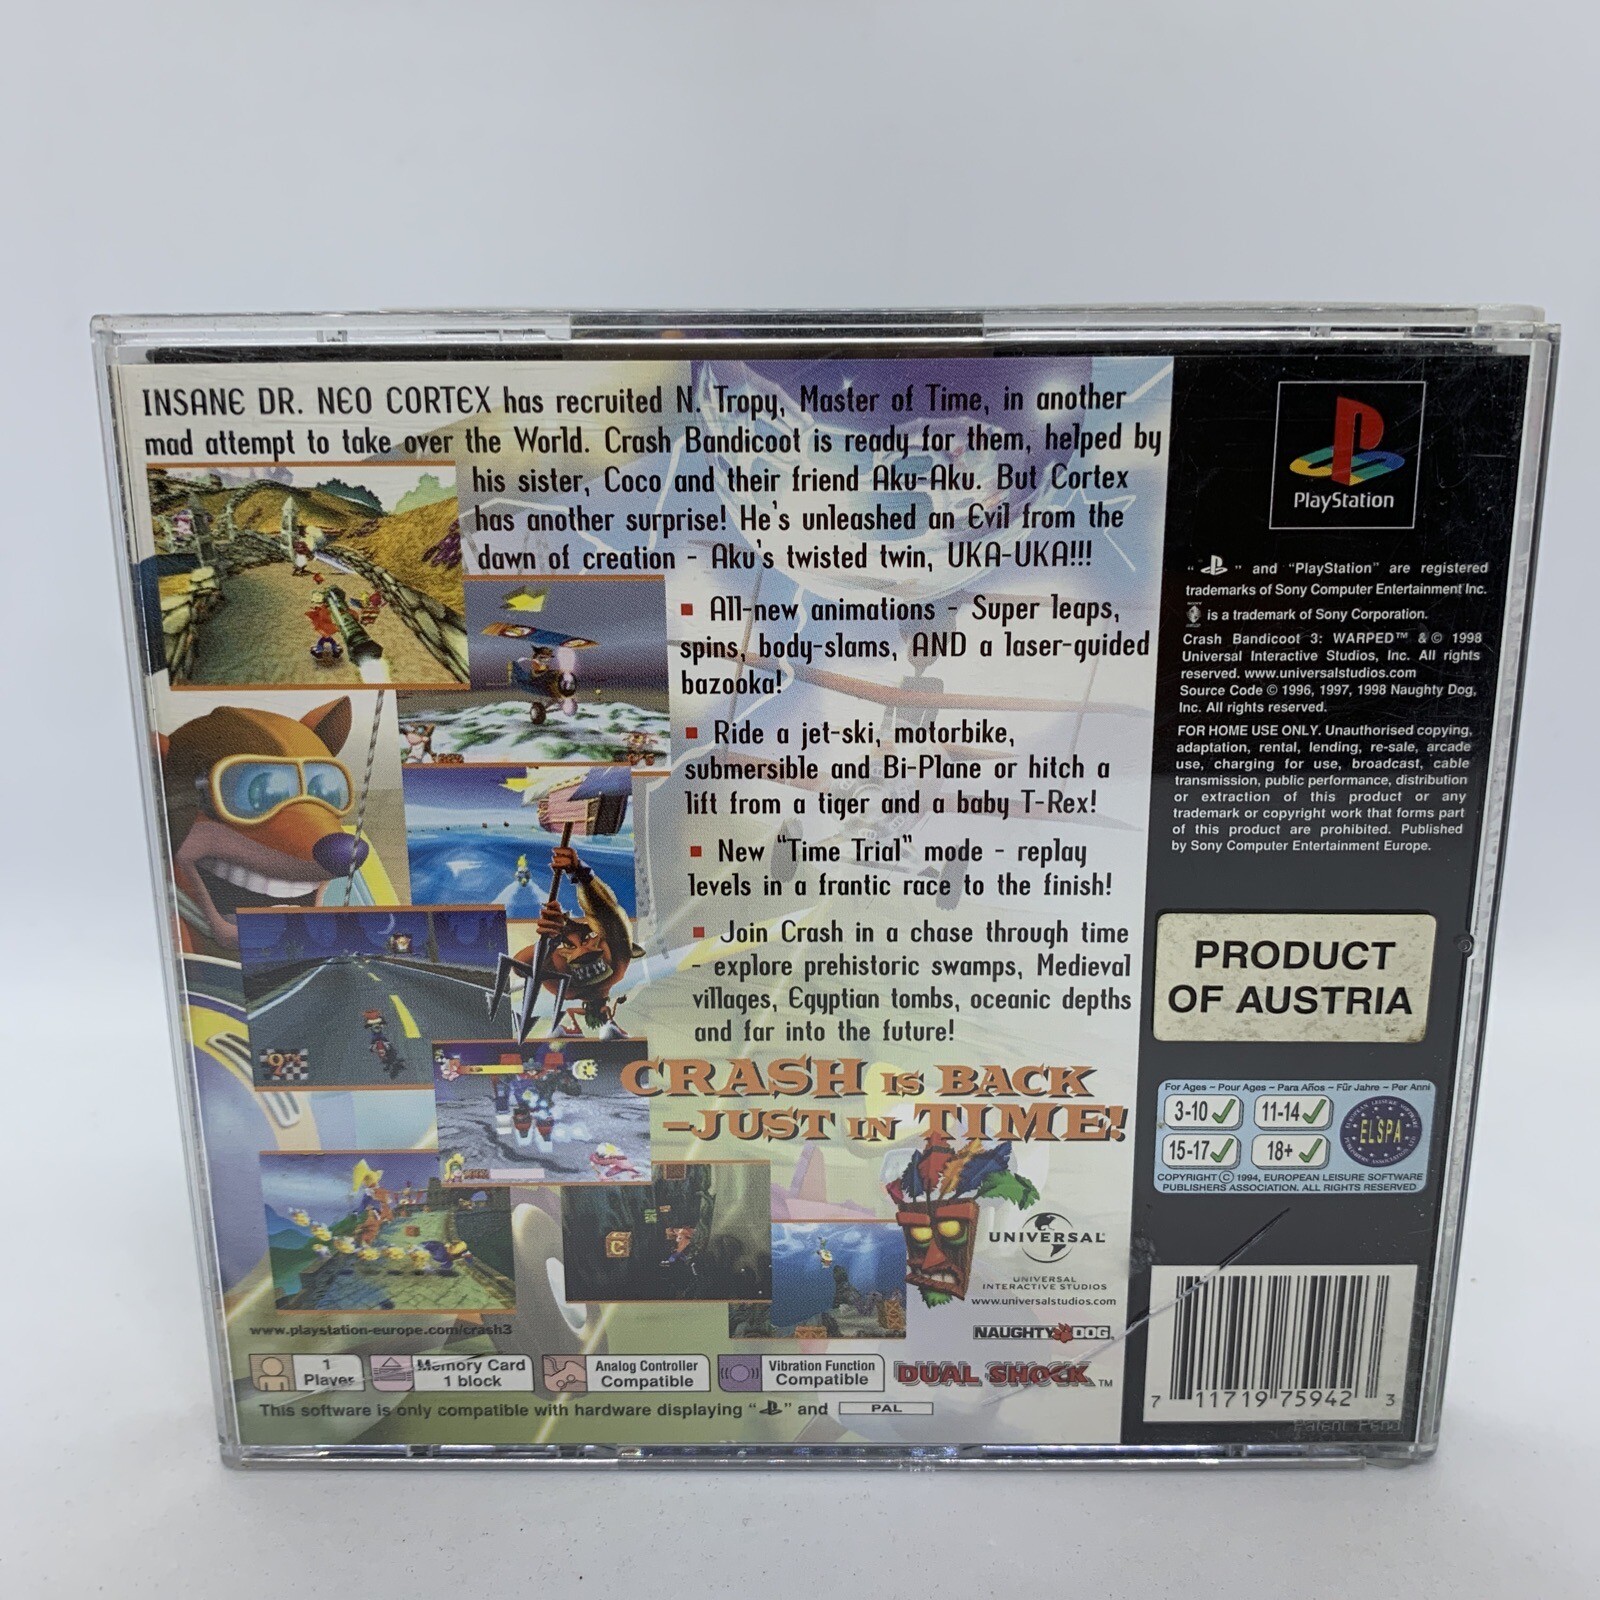 INSANE DR. NEO CORTEX has recruited N. Tropy, Master of Time, in another
mad attempt to take over the World. Crash Bandicoot is ready for them, helped by
his sister, Coco and their friend Aku-Aku. But Cortex
has another surprise! He's unleashed an Evil from the
dawn of creation - Aku's twisted twin, UKA-UKA!!!
▪ All-new animations - Super leaps,
spins, body-slams, AND a laser-guided
bazooka!
▪ Ride a jet-ski, motorbike,
submersible and Bi-Plane or hitch a
lift from a tiger and a baby T-Rex!
▪ New "Time Trial" mode - replay
levels in a frantic race to the finish!
▪ Join Crash in a chase through time
- explore prehistoric swamps, Medieval
villages, Egyptian tombs, oceanic depths
and far into the future!
CRASH IS BACK
-JUST IN TIME!
C
UNIVERSAL
UNIVERSAL
INTERACTIVE STUDIOS
www.universalstudios.com
NAUGHTY DOG
www.playstation-europe.com/crash3
1
Player
Memory Card
1 block
Analog Controller
Compatible
Vibration Function
Compatible
DUAL SHOCK™
This software is only compatible with hardware displaying " " and PAL
PlayStation
" " and "PlayStation" are registered
trademarks of Sony Computer Entertainment Inc.
is a trademark of Sony Corporation.
Crash Bandicoot 3: WARPED™ & © 1998
Universal Interactive Studios, Inc. All rights
reserved. www.universalstudios.com
Source Code © 1996, 1997, 1998 Naughty Dog,
Inc. All rights reserved.
FOR HOME USE ONLY. Unauthorised copying,
adaptation, rental, lending, re-sale, arcade
use, charging for use, broadcast, cable
transmission, public performance, distribution
or extraction of this product or any
trademark or copyright work that forms part
of this product are prohibited. Published
by Sony Computer Entertainment Europe.
PRODUCT
OF AUSTRIA
For Ages – Pour Ages – Para Años – Für Jahre – Per Anni
3-10 ✓ 11-14 ✓
15-17 ✓ 18+ ✓
ELSPA
COPYRIGHT © 1994, EUROPEAN LEISURE SOFTWARE
PUBLISHERS ASSOCIATION. ALL RIGHTS RESERVED
7 11719 75942 3
Patent Pend